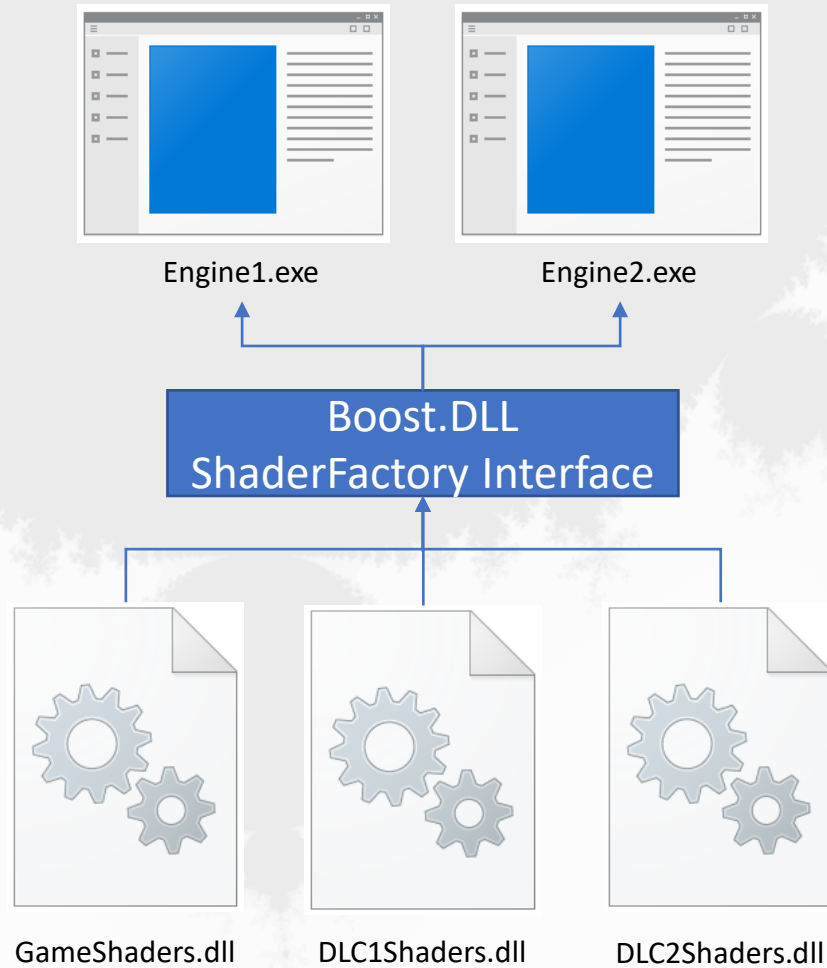 Engine1.exe
Engine2.exe
Boost.DLL
ShaderFactory Interface
GameShaders.dll
DLC1Shaders.dll
DLC2Shaders.dll